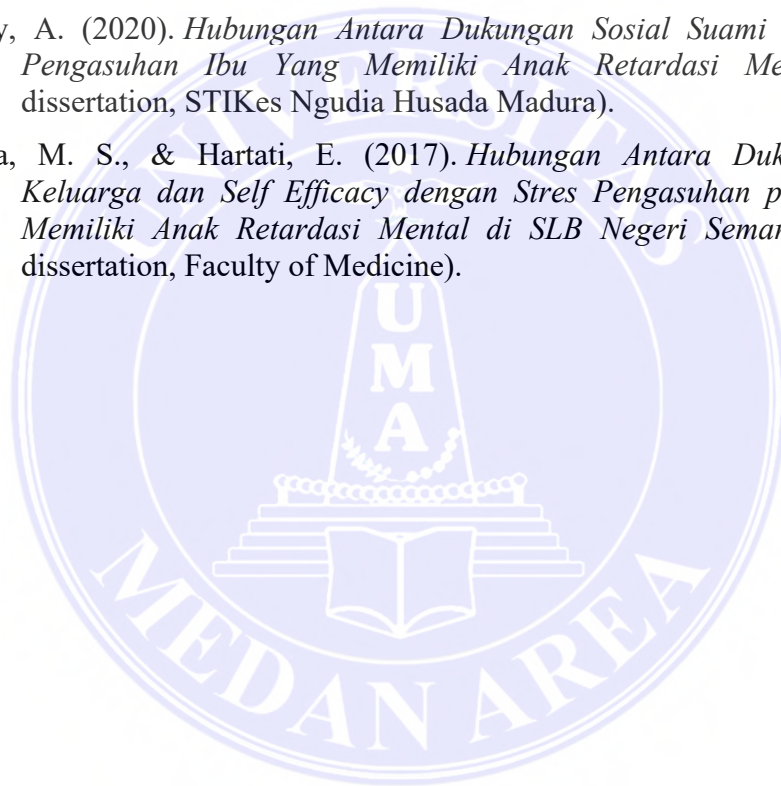 y, A. (2020). Hubungan Antara Dukungan Sosial Suami
Pengasuhan Ibu Yang Memiliki Anak Retardasi Me
dissertation, STIKes Ngudia Husada Madura).
a, M. S., & Hartati, E. (2017). Hubungan Antara Duk
Keluarga dan Self Efficacy dengan Stres Pengasuhan p
Memiliki Anak Retardasi Mental di SLB Negeri Semar
dissertation, Faculty of Medicine).
UNIVERSITAS
U
M
A
MEDAN AREA